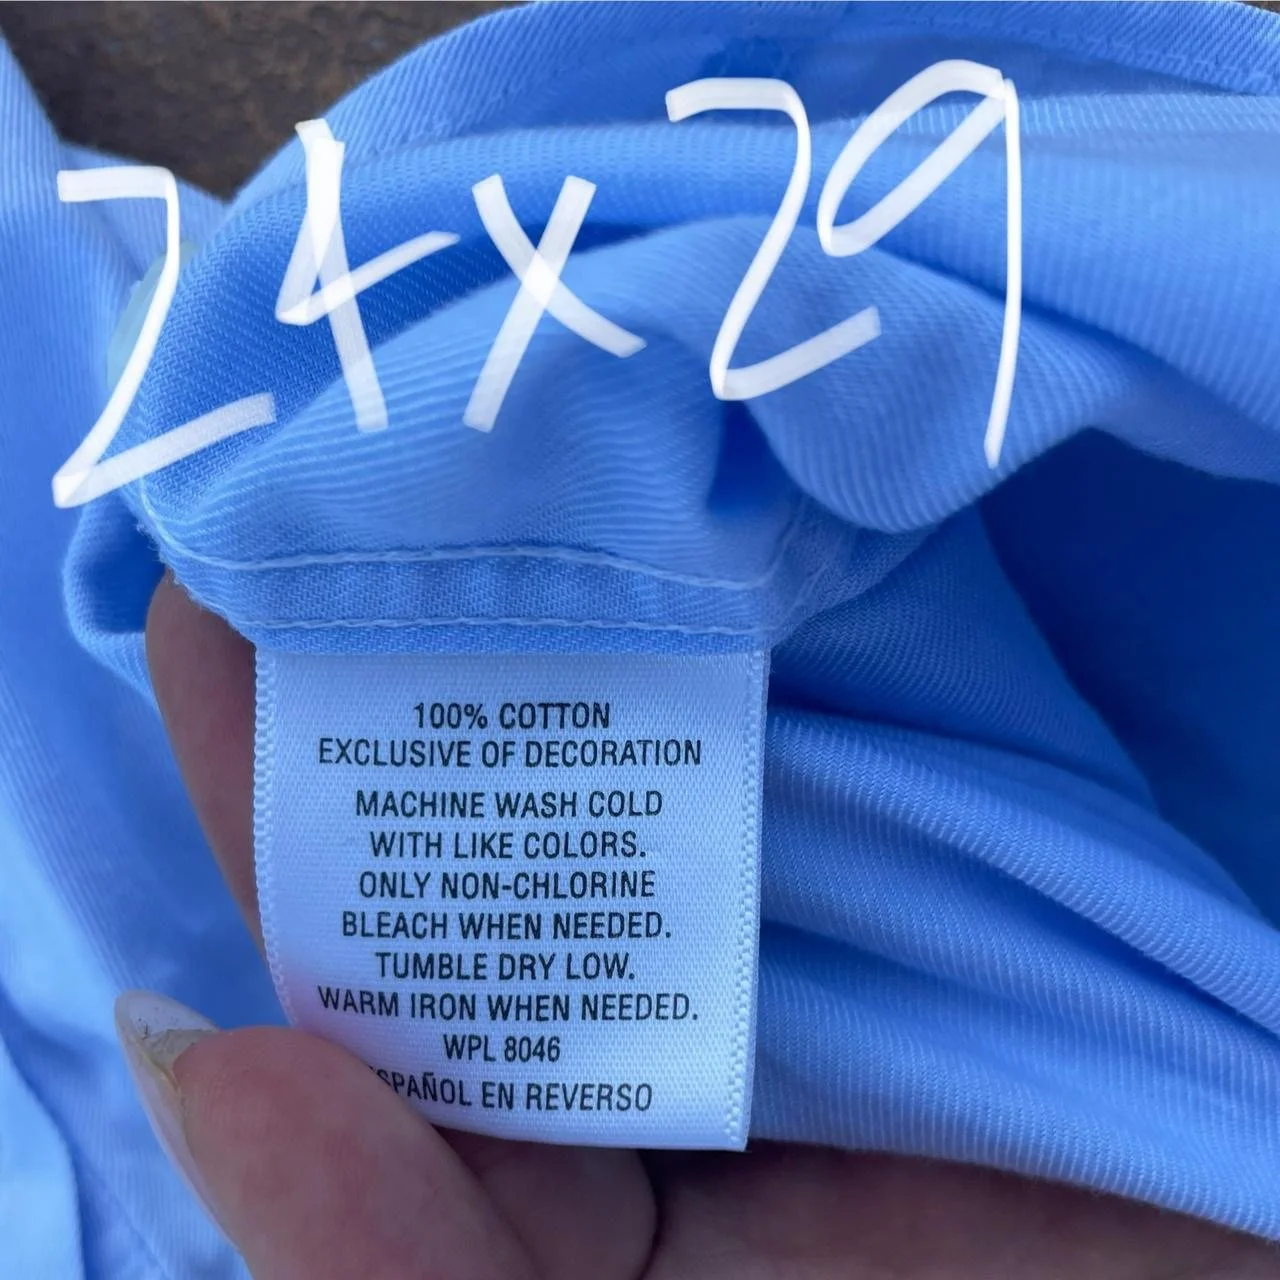 24x29
100% COTTON
EXCLUSIVE OF DECORATION
MACHINE WASH COLD
WITH LIKE COLORS.
ONLY NON-CHLORINE
BLEACH WHEN NEEDED.
TUMBLE DRY LOW.
WARM IRON WHEN NEEDED.
WPL 8046
SPAÑOL EN REVERSO